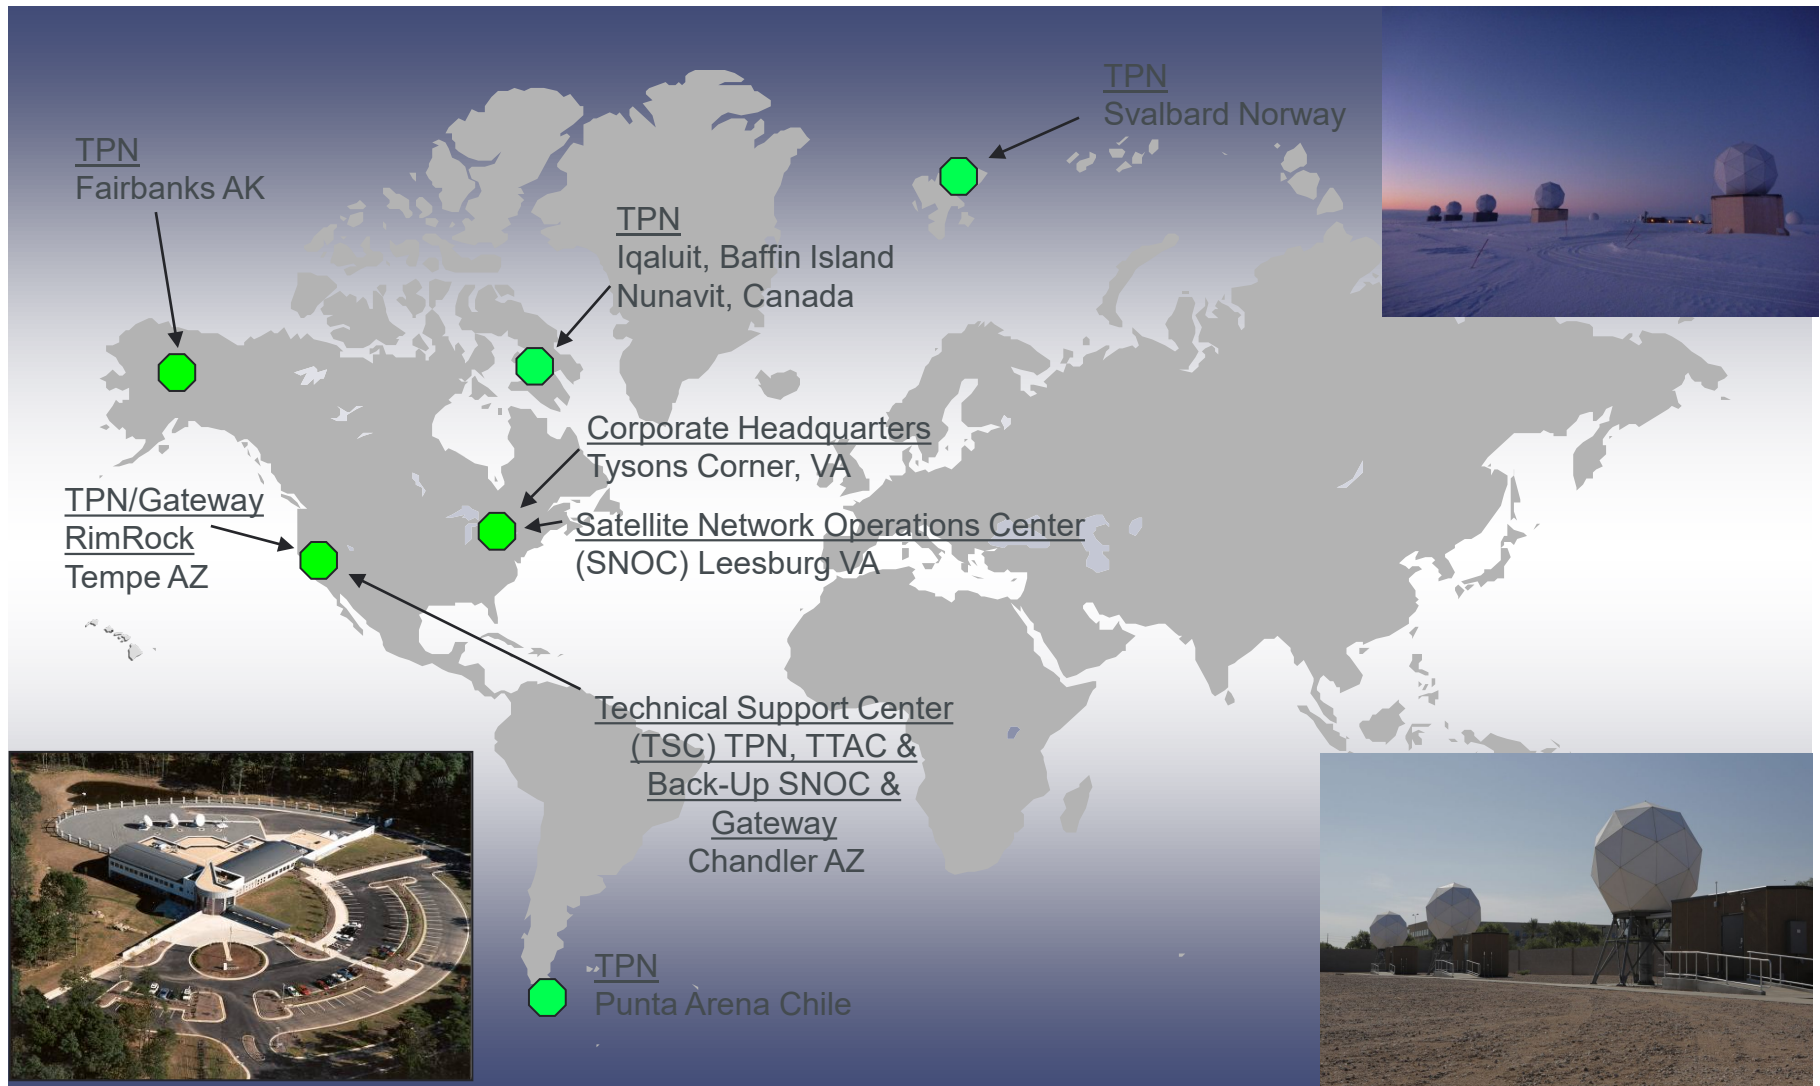 TPN
Svalbard Norway
TPN
Fairbanks AK
TPN
Iqaluit, Baffin Island
Nunavit, Canada
Corporate Headquarters
Tysons Corner, VA
TPN/Gateway
RimRock
Tempe AZ
Satellite Network Operations Center
(SNOC) Leesburg VA
Technical Support Center
(TSC) TPN, TTAC &
Back-Up SNOC &
Gateway
Chandler AZ
TPN
Punta Arena Chile